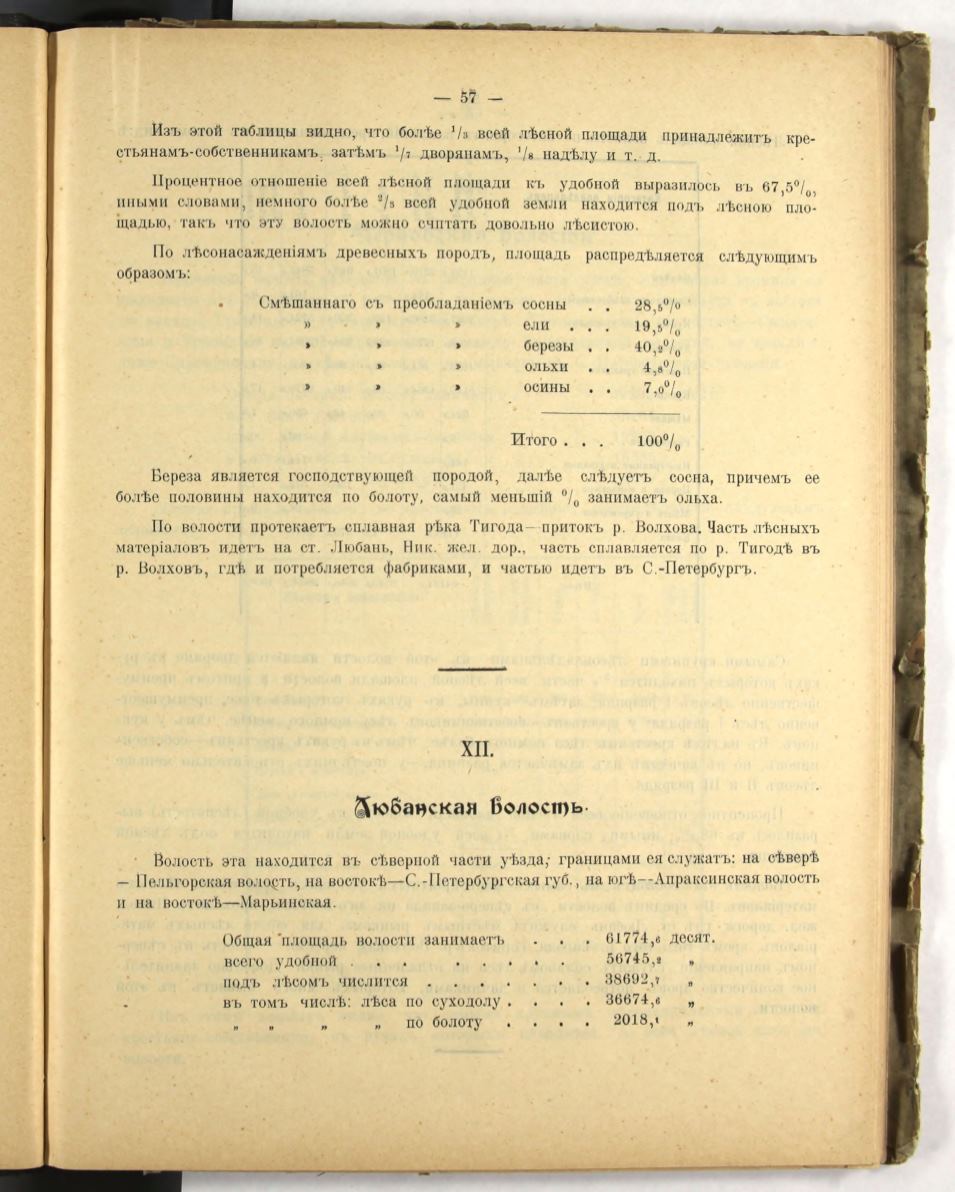 — 57 —
Изъ этой таблицы видно, что болѣе ¹/₃ всей лѣсной площади принадлежитъ кре-
стьянамъ-собственникамъ, затѣмъ ¹/₇ дворянамъ, ¹/₈ надѣлу и т. д.
Процентное отношеніе всей лѣсной площади къ удобной выразилось въ 67,5%,
иными словами, немного болѣе ²/₃ всей удобной земли находится подъ лѣсною пло-
щадью, такъ что эту волость можно считать довольно лѣсистою.
По лѣсонасажденіямъ древесныхъ породъ, площадь распредѣляется слѣдующимъ
образомъ:
Смѣшаннаго съ преобладаніемъ сосны . . 28,5%
» » » ели . . . 19,5%
» » » березы . . 40,2%
» » » ольхи . . 4,8%
» » » осины . . 7,0%
Итого . . . 100%
Береза является господствующей породой, далѣе слѣдуетъ сосна, причемъ ее
болѣе половины находится по болоту, самый меньшій % занимаетъ ольха.
По волости протекаетъ сплавная рѣка Тигода—притокъ р. Волхова. Часть лѣсныхъ
матеріаловъ идетъ на ст. Любань, Ник. жел. дор., часть сплавляется по р. Тигодѣ въ
р. Волховъ, гдѣ и потребляется фабриками, и частью идетъ въ С.-Петербургъ.
XII.
Любанская Волость.
Волость эта находится въ сѣверной части уѣзда, границами ея служатъ: на сѣверѣ
— Пельгорская волость, на востокѣ—С.-Петербургская губ., на югѣ—Апраксинская волость
и на востокѣ—Марьинская.
Общая площадь волости занимаетъ . . . 61774,6 десят.
всего удобной . . . . . . . . 56745,2 „
подъ лѣсомъ числится . . . . . . . 38692,7 „
въ томъ числѣ: лѣса по суходолу . . . . 36674,6 „
„ „ „ „ по болоту . . . . 2018,1 „